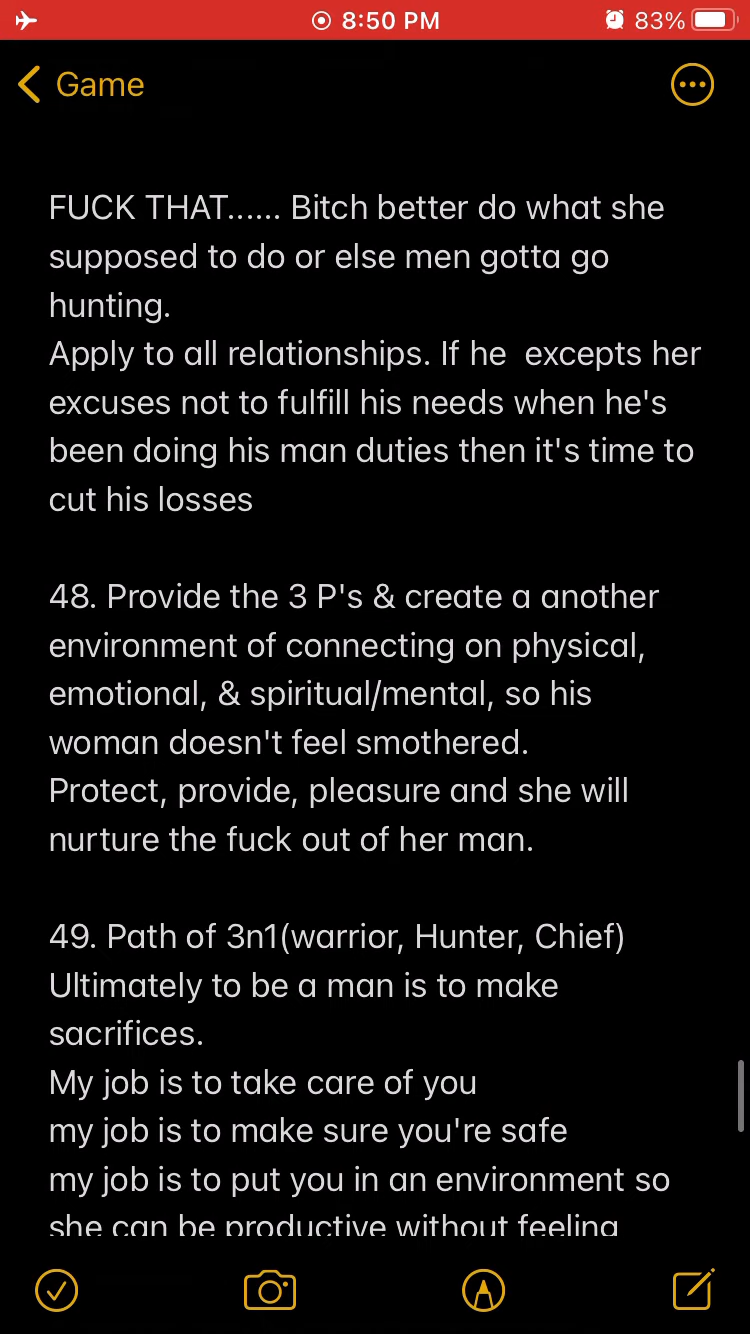 8:50 PM
83%
Game
FUCK THAT...... Bitch better do what she
supposed to do or else men gotta go
hunting.
Apply to all relationships. If he  excepts her
excuses not to fulfill his needs when he's
been doing his man duties then it's time to
cut his losses
48. Provide the 3 P's & create a another
environment of connecting on physical,
emotional, & spiritual/mental, so his
woman doesn't feel smothered.
Protect, provide, pleasure and she will
nurture the fuck out of her man.
49. Path of 3n1(warrior, Hunter, Chief)
Ultimately to be a man is to make
sacrifices.
My job is to take care of you
my job is to make sure you're safe
my job is to put you in an environment so
she can be productive without feeling